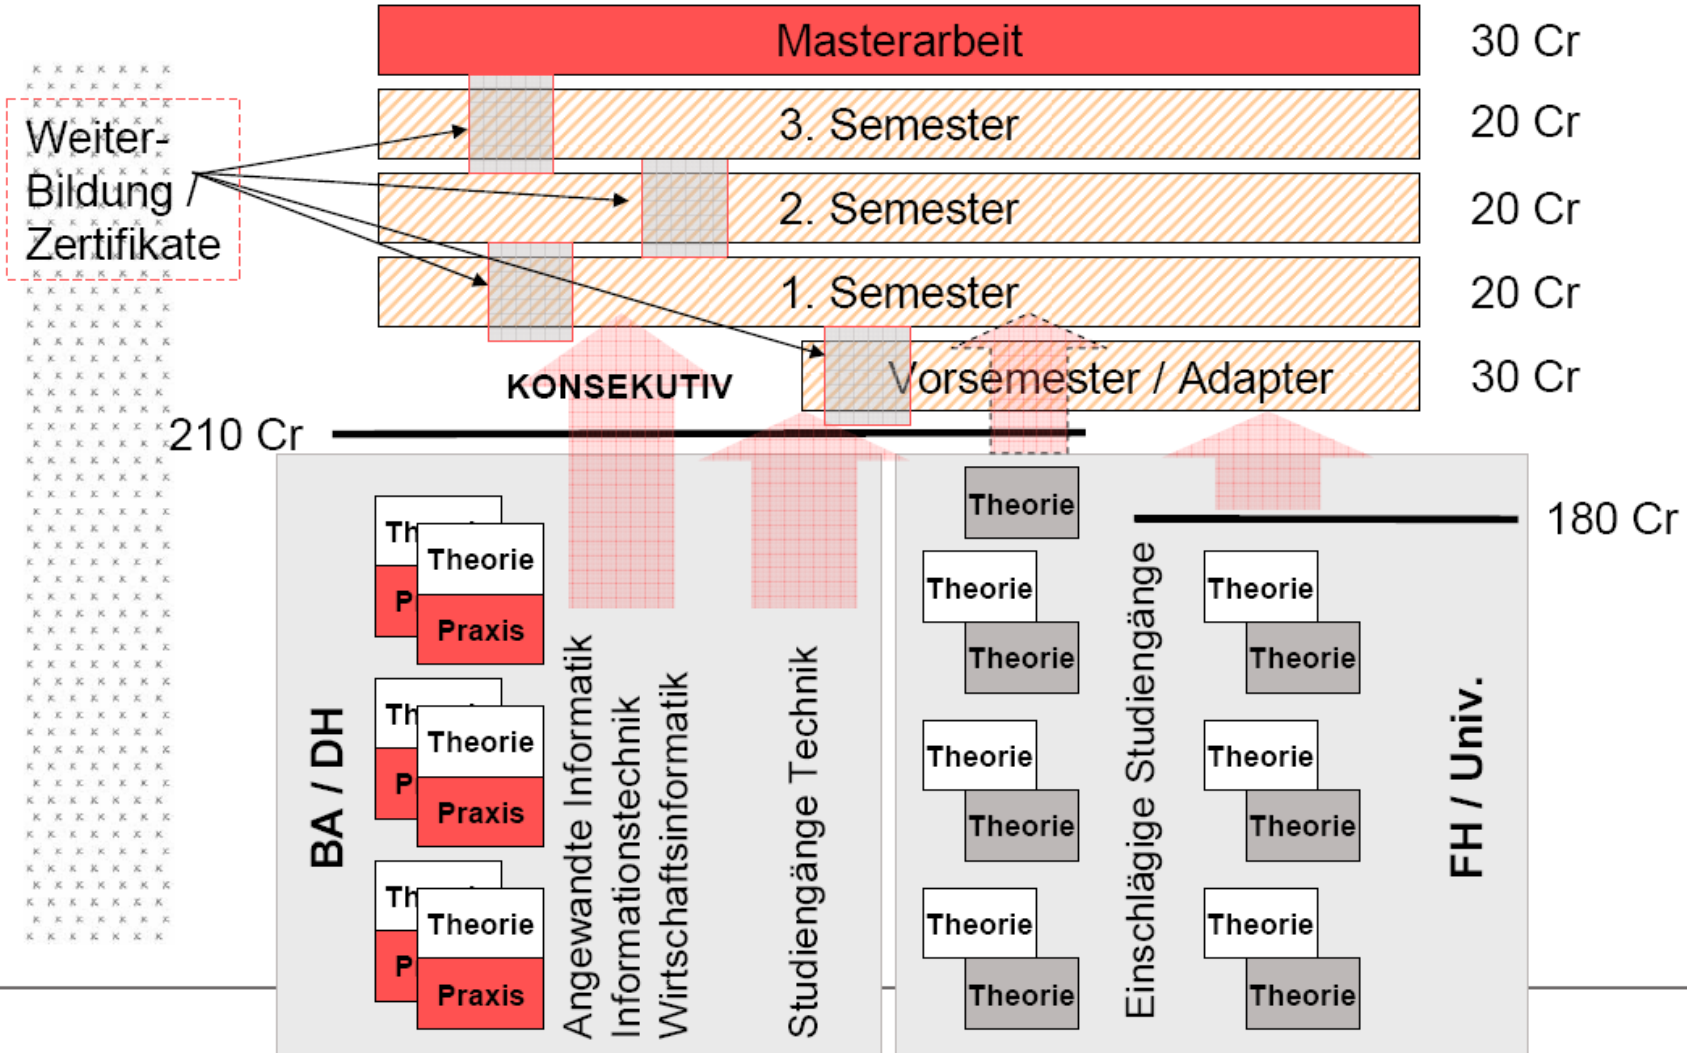 Masterarbeit
30 Cr
3. Semester
20 Cr
Weiter-
Bildung /
Zertifikate
2. Semester
20 Cr
1. Semester
20 Cr
Vorsemester / Adapter
30 Cr
KONSEKUTIV
210 Cr
180 Cr
BA / DH
Th
P
Theorie
Praxis
Th
P
Theorie
Praxis
Th
P
Theorie
Praxis
Angewandte Informatik
Informationstechnik
Wirtschaftsinformatik
Studiengänge Technik
Theorie
Theorie
Theorie
Theorie
Theorie
Theorie
Theorie
Einschlägige Studiengänge
Theorie
Theorie
Theorie
Theorie
Theorie
Theorie
FH / Univ.